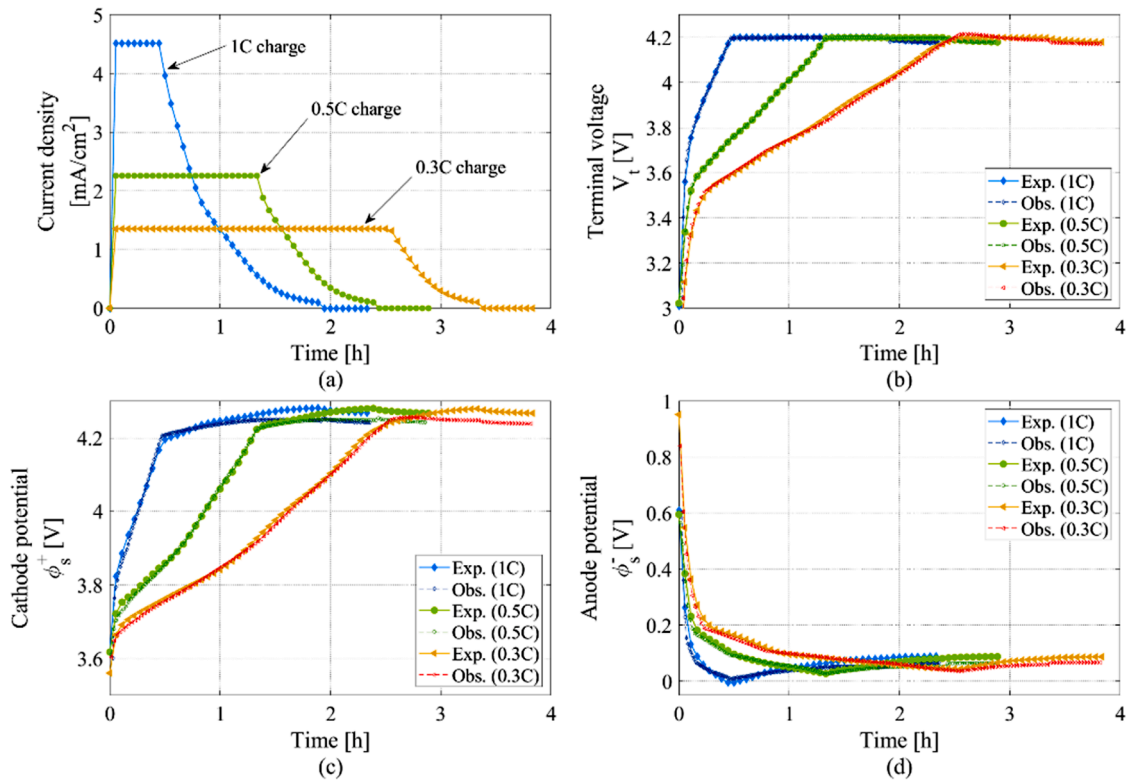 5
4
3
2
1
0
Current density
[mA/cm²]
1C charge
0.5C charge
0.3C charge
0 1 2 3 4
Time [h]
(a)
4.2
4
3.8
3.6
3.4
3.2
3
Terminal voltage
Vt [V]
Exp. (1C)
Obs. (1C)
Exp. (0.5C)
Obs. (0.5C)
Exp. (0.3C)
Obs. (0.3C)
0 1 2 3 4
Time [h]
(b)
4.2
4
3.8
3.6
Cathode potential
ϕs+ [V]
Exp. (1C)
Obs. (1C)
Exp. (0.5C)
Obs. (0.5C)
Exp. (0.3C)
Obs. (0.3C)
0 1 2 3 4
Time [h]
(c)
1
0.8
0.6
0.4
0.2
0
Anode potential
ϕs- [V]
Exp. (1C)
Obs. (1C)
Exp. (0.5C)
Obs. (0.5C)
Exp. (0.3C)
Obs. (0.3C)
0 1 2 3 4
Time [h]
(d)